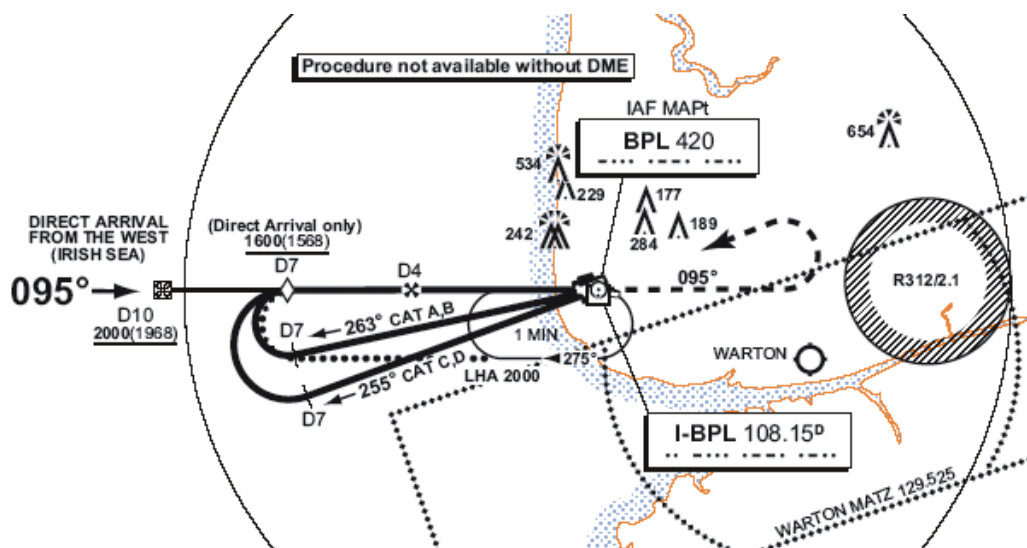 Procedure not available without DME
IAF MAPt
BPL 420
654
534
229
177
242
284
189
DIRECT ARRIVAL
FROM THE WEST
(IRISH SEA)
(Direct Arrival only)
1600(1568)
D7
D4
095°
095°
R312/2.1
D10
2000(1968)
D7
263° CAT A,B
1 MIN
275°
WARTON
LHA 2000
255° CAT C,D
D7
I-BPL 108.15ᴰ
WARTON MATZ 129.525